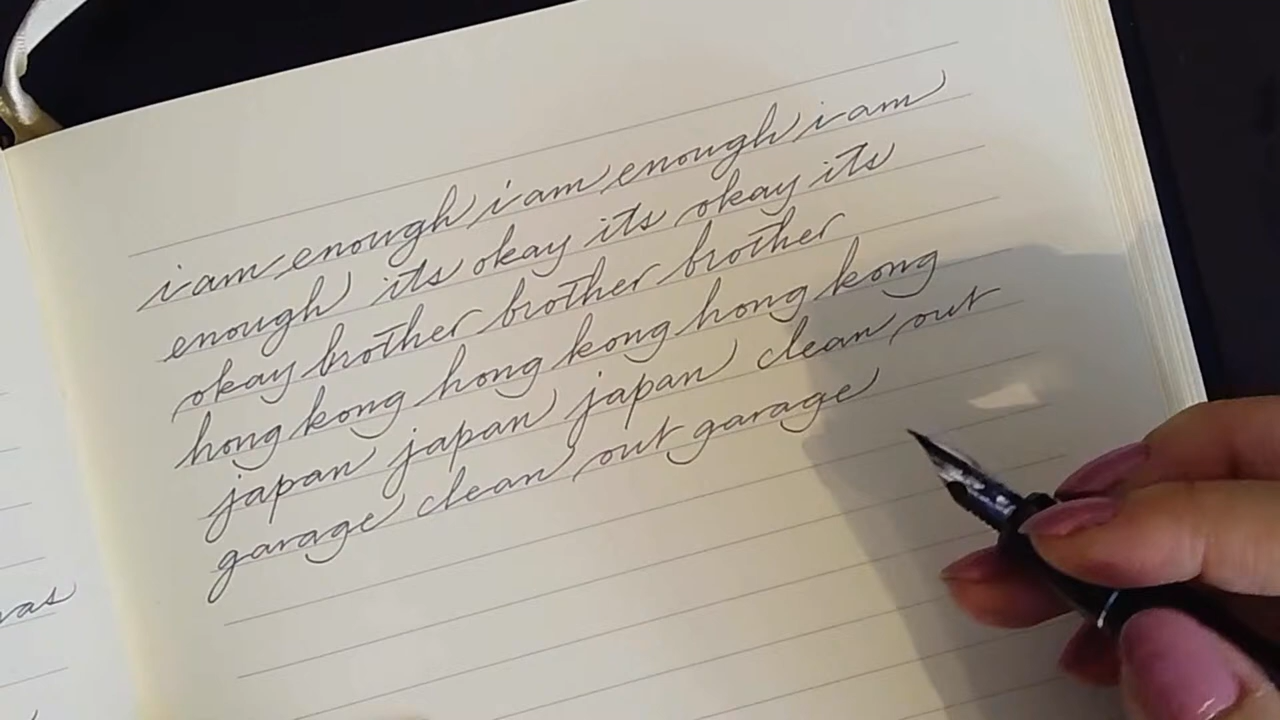 i am enough i am enough i am
enough its okay its okay its
okay brother brother brother
hong kong hong kong hong kong
japan japan japan clean out
garage clean out garage